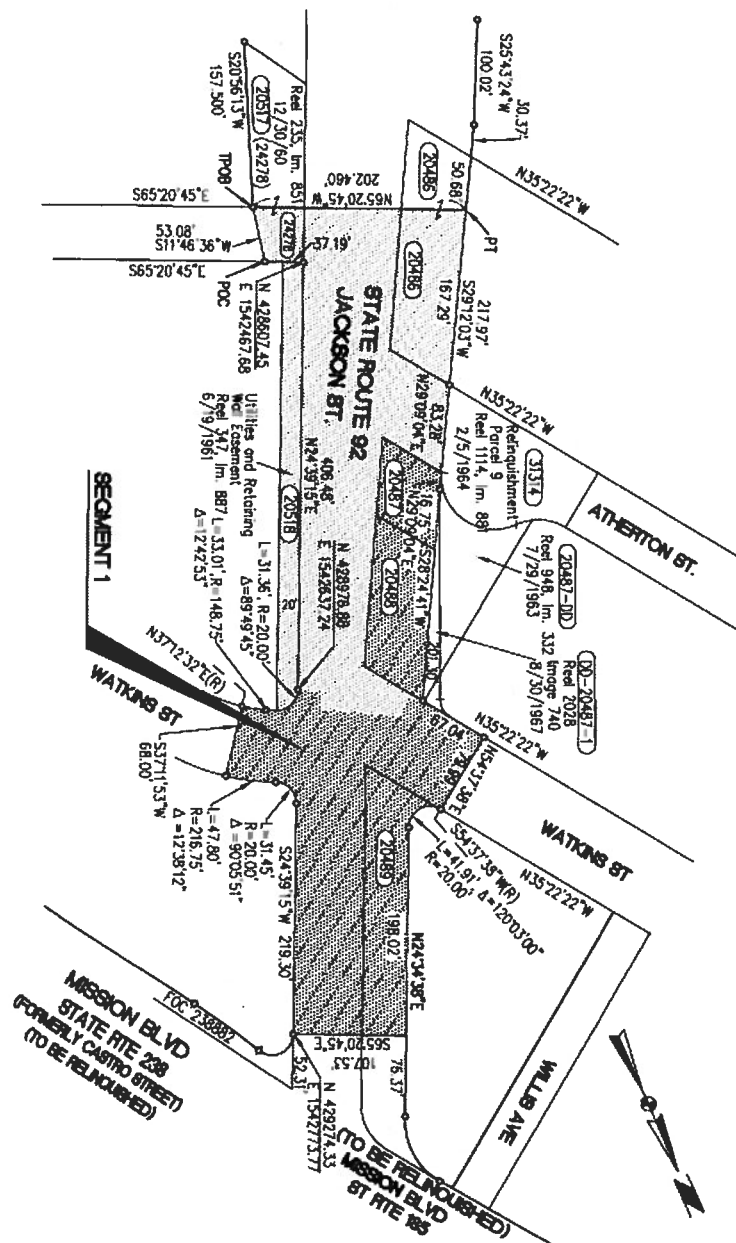 S25°43'24"W
100.02'
30.37'
N35°22'22"W
50.68'
20486
PT
S20°56'13"W
157.500'
Reel 235, Im. 851
12/30/60
20517 (24278)
TPOB
S65°20'45"E
N65°20'45"W
202.460'
53.08'
S11°46'36"W
24278
37.19'
S65°20'45"E
POC
N 428607.45
E 1542467.68
20486
217.97'
S29°12'03"W
167.29'
STATE ROUTE 92
JACKSON ST.
N35°22'22"W
83.28'
N29°09'04"E
31314
Relinquishment
Parcel 9
Reel 1114, Im. 881
2/5/1964
ATHERTON ST.
20487-DD
Reel 948, Im. 332
7/29/1963
DD-20487-1
Reel 2028
Image 740
8/30/1967
20487
16.75'
N29°09'04"E
S28°24'41"W
201.30'
20488
406.48'
N24°39'15"E
Utilities and Retaining
Wall Easement
Reel 347, Im. 887
6/19/1961
20518
20'
N 428976.88
E 1542637.24
L=31.36', R=20.00'
Δ=89°49'45"
L=33.01', R=148.75'
Δ=12°42'53"
SEGMENT 1
N37°12'32"E(R)
WATKINS ST
67.04'
N35°22'22"W
79.99'
N54°37'38"E
S37°11'53"W
68.00'
L=47.80'
R=216.75'
Δ=12°38'12"
L=31.45'
R=20.00'
Δ=90°05'51"
20489
S54°37'38"W(R)
L=41.91', Δ=120°03'00"
R=20.00'
WATKINS ST
N35°22'22"W
S24°39'15"W 219.30'
N24°34'38"E
198.02'
S65°20'45"E
107.53'
52.31'
76.37'
N 429274.33
E 1542773.77
WILLIS AVE
FOC 238882
MISSION BLVD
STATE RTE 238
(FORMERLY CASTRO STREET)
(TO BE RELINQUISHED)
(TO BE RELINQUISHED)
MISSION BLVD
ST RTE 185